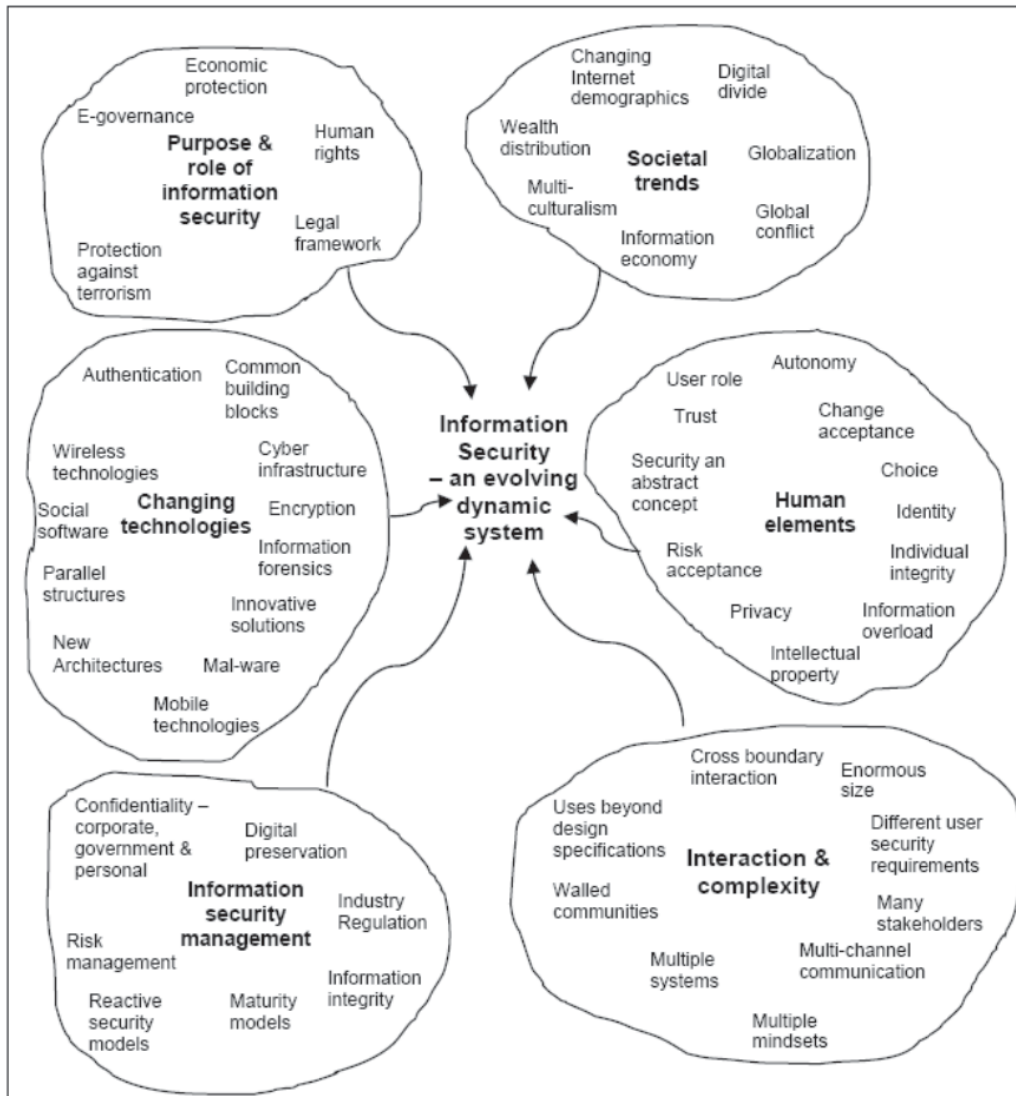 Economic
protection
E-governance
Purpose &
role of
information
security
Human
rights
Legal
framework
Protection
against
terrorism
Changing
Internet
demographics
Digital
divide
Wealth
distribution
Societal
trends
Globalization
Multi-
culturalism
Global
conflict
Information
economy
Authentication
Common
building
blocks
Wireless
technologies
Cyber
infrastructure
Changing
technologies
Social
software
Encryption
Information
forensics
Parallel
structures
Innovative
solutions
New
Architectures
Mal-ware
Mobile
technologies
Information
Security
– an evolving
dynamic
system
Autonomy
User role
Trust
Change
acceptance
Security an
abstract
concept
Choice
Human
elements
Identity
Risk
acceptance
Individual
integrity
Privacy
Information
overload
Intellectual
property
Confidentiality –
corporate,
government &
personal
Digital
preservation
Information
security
management
Industry
Regulation
Risk
management
Information
integrity
Reactive
security
models
Maturity
models
Cross boundary
interaction
Enormous
size
Uses beyond
design
specifications
Different user
security
requirements
Interaction &
complexity
Walled
communities
Many
stakeholders
Multiple
systems
Multi-channel
communication
Multiple
mindsets